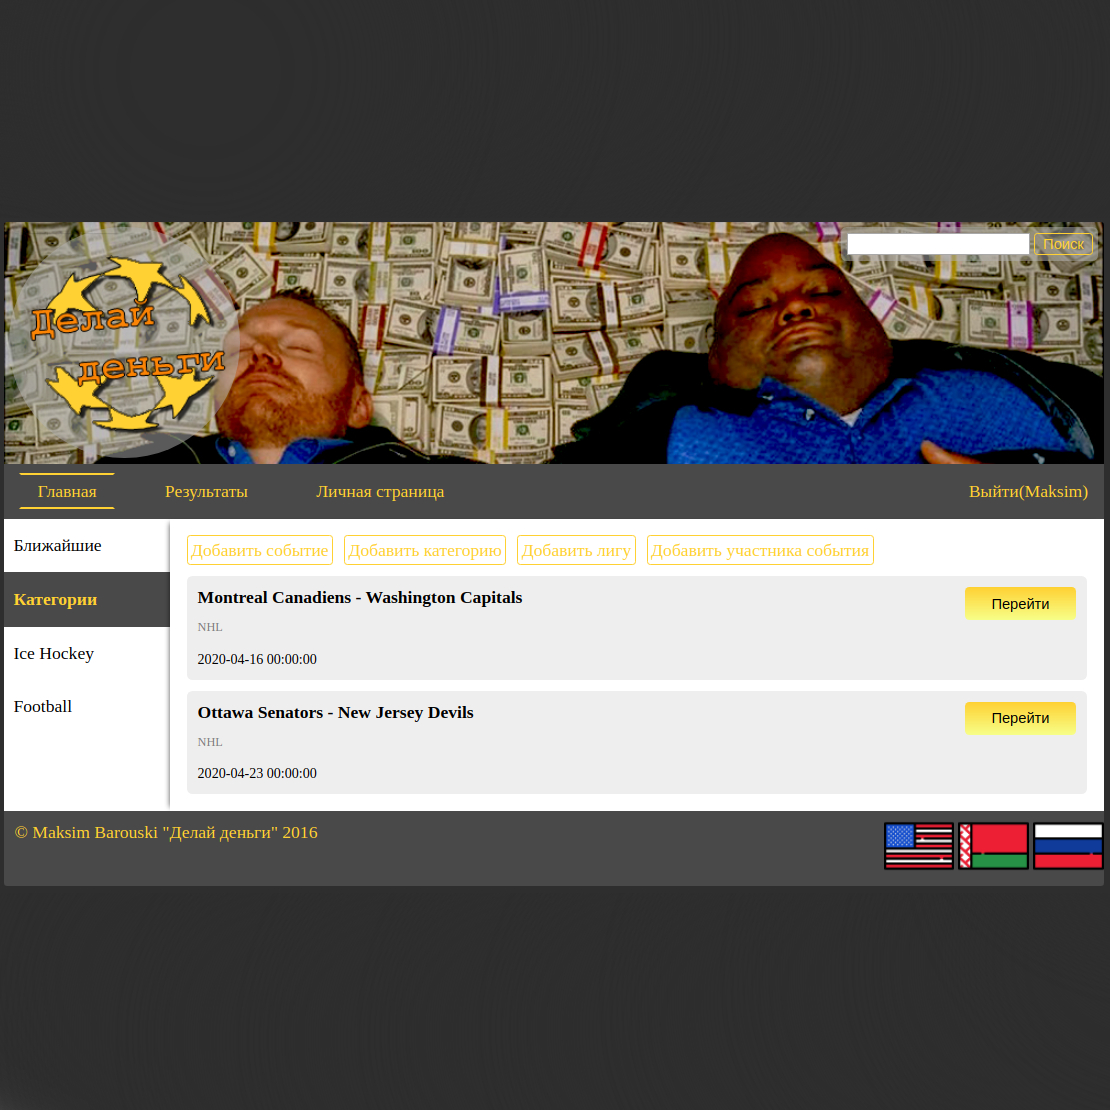 Поиск
Делай
деньги
Главная Результаты Личная страница Выйти(Maksim)
Ближайшие
Категории
Ice Hockey
Football
Добавить событие Добавить категорию Добавить лигу Добавить участника события
Montreal Canadiens - Washington Capitals
Перейти
NHL
2020-04-16 00:00:00
Ottawa Senators - New Jersey Devils
Перейти
NHL
2020-04-23 00:00:00
© Maksim Barouski "Делай деньги" 2016